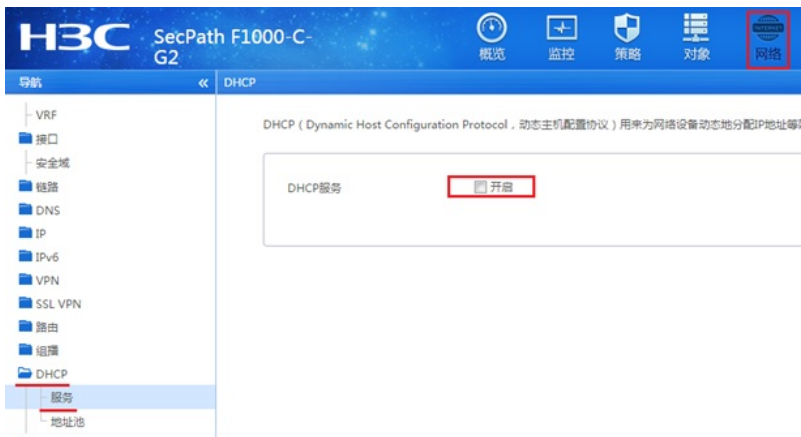 H3C SecPath F1000-C-G2
概览
监控
策略
对象
网络
导航 «
DHCP
VRF
接口
安全域
链路
DNS
IP
IPv6
VPN
SSL VPN
路由
组播
DHCP
服务
地址池
DHCP（Dynamic Host Configuration Protocol，动态主机配置协议）用来为网络设备动态地分配IP地址等
DHCP服务
开启